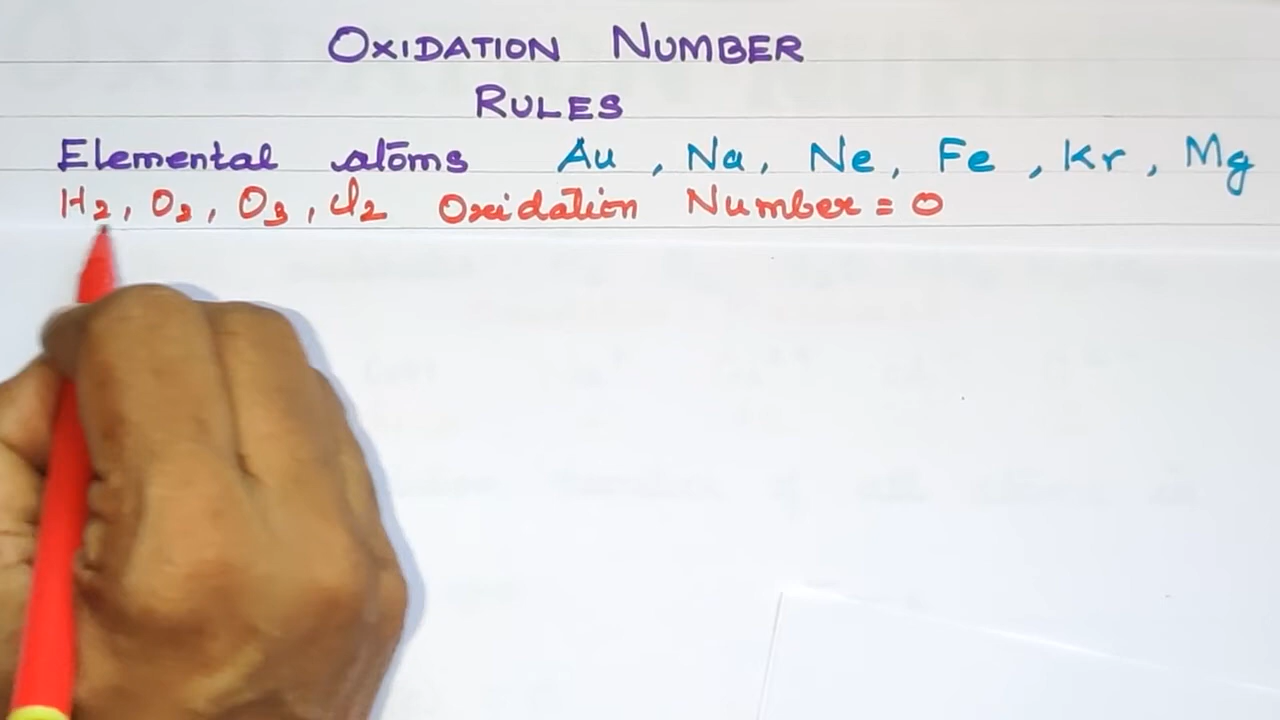 OXIDATION NUMBER
RULES
Elemental atoms Au , Na, Ne, Fe , Kr, Mg
H2, O2, O3, Cl2 Oxidation Number = 0